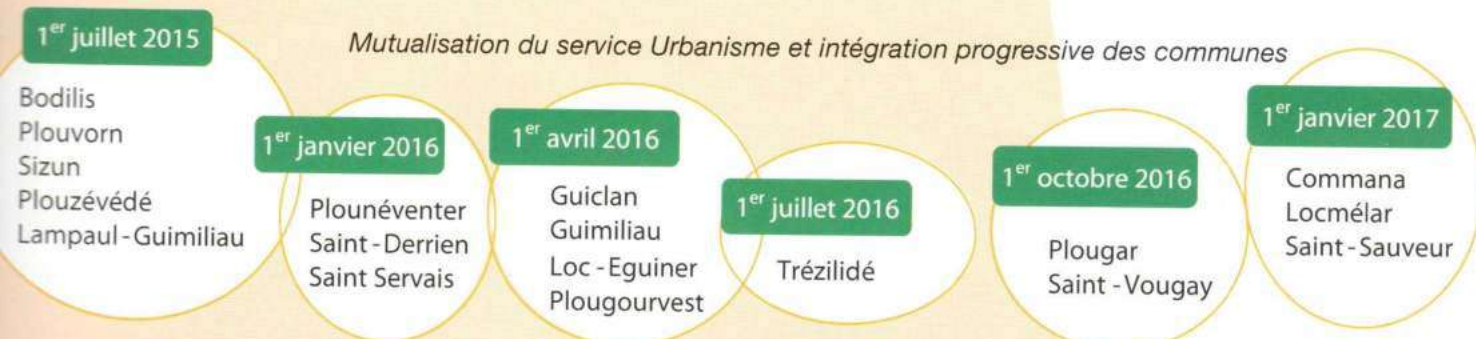 Mutualisation du service Urbanisme et intégration progressive des communes
1er juillet 2015
Bodilis
Plouvorn
Sizun
Plouzévédé
Lampaul-Guimiliau
1er janvier 2016
Plounéventer
Saint-Derrien
Saint Servais
1er avril 2016
Guiclan
Guimiliau
Loc-Eguiner
Plougourvest
1er juillet 2016
Trézilidé
1er octobre 2016
Plougar
Saint-Vougay
1er janvier 2017
Commana
Locmélar
Saint-Sauveur